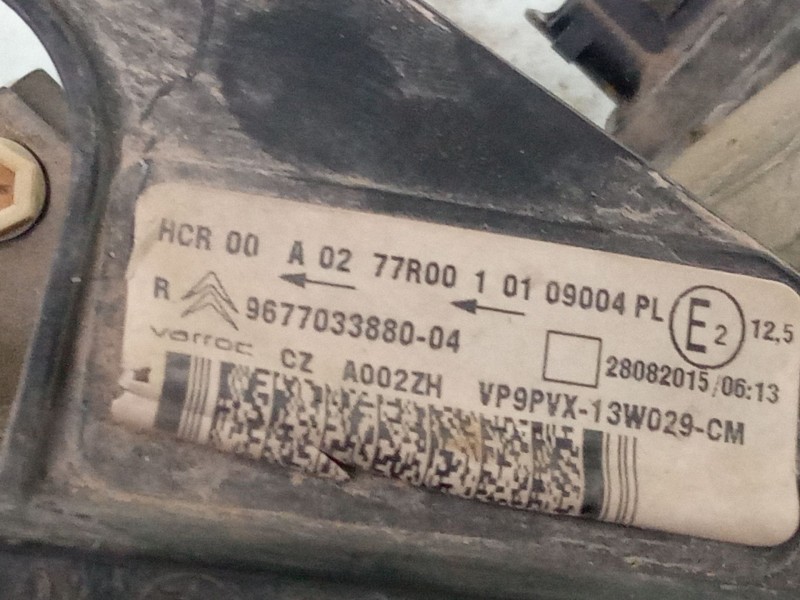 HCR 00 A 02 77R00 1 01 09004 PL E2 12,5
R 9677033880-04 28082015/06:13
varroc CZ A002ZH VP9PVX-13W029-CM